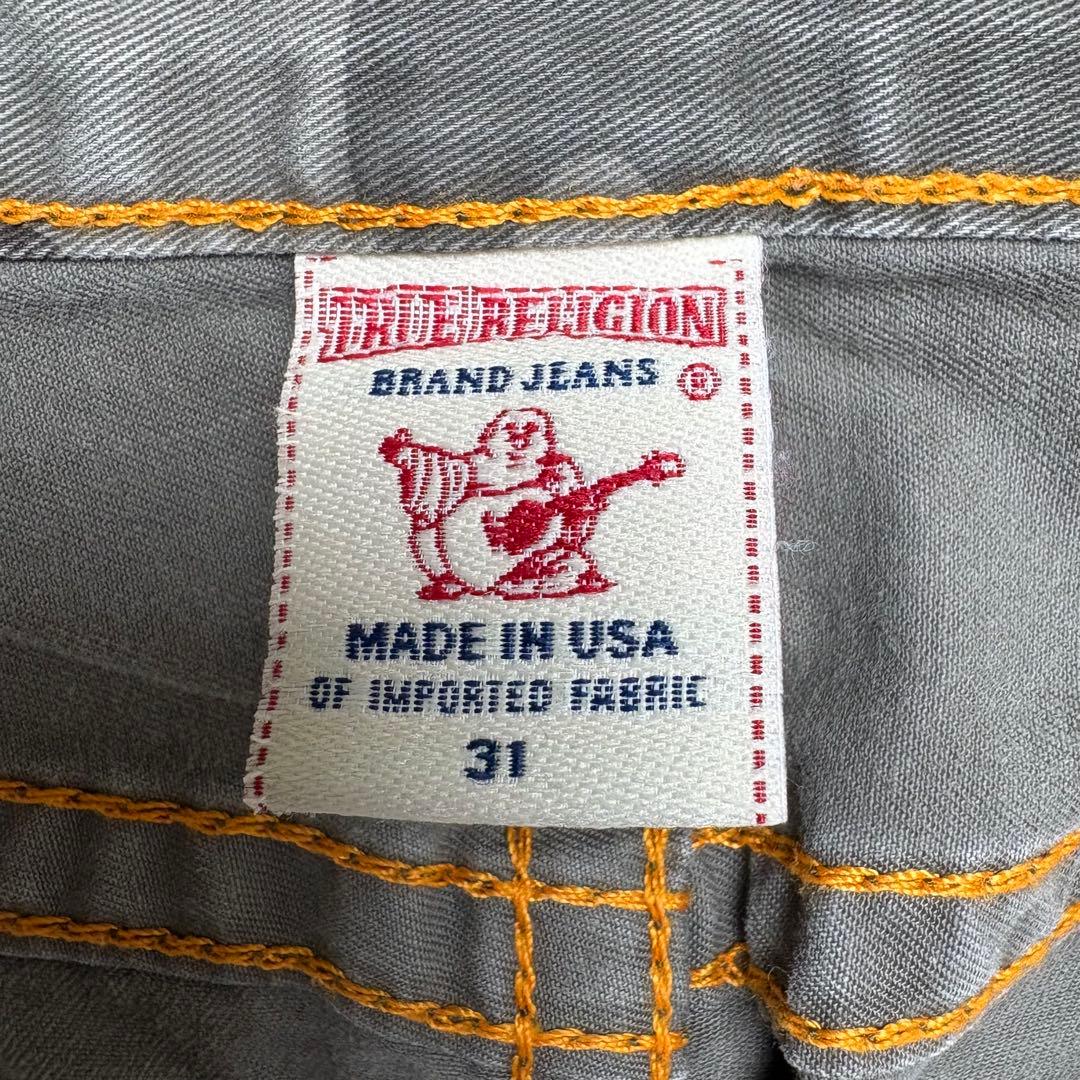 TRUE RELIGION
BRAND JEANS ®
MADE IN USA
OF IMPORTED FABRIC
31